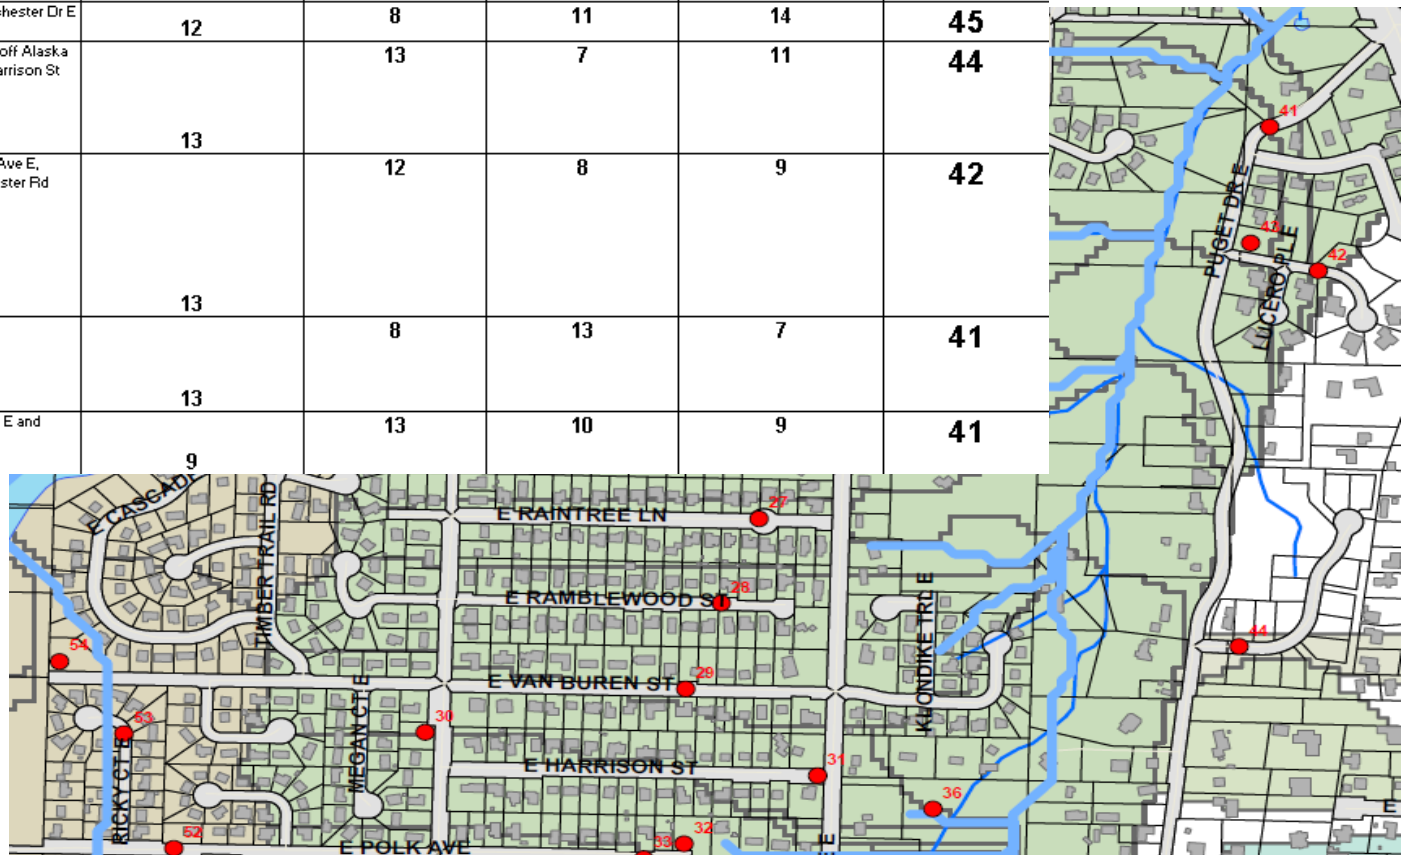 hester Dr E
12 8 11 14 45
off Alaska
arrison St
13 13 7 11 44
Ave E,
ster Rd
13 12 8 9 42
13 8 13 7 41
E and
9 13 10 9 41
41
PUGET DR E
43
42
LUCERO PL E
E CASCADE
TIMBER TRAIL RD
E RAINTREE LN
27
E RAMBLEWOOD ST
28
KLONDIKE TRL E
44
54
E VAN BUREN ST
29
53
RICKY CT E
MEGAN CT E
30
E HARRISON ST
31
36
52
E POLK AVE
33
32
E
E